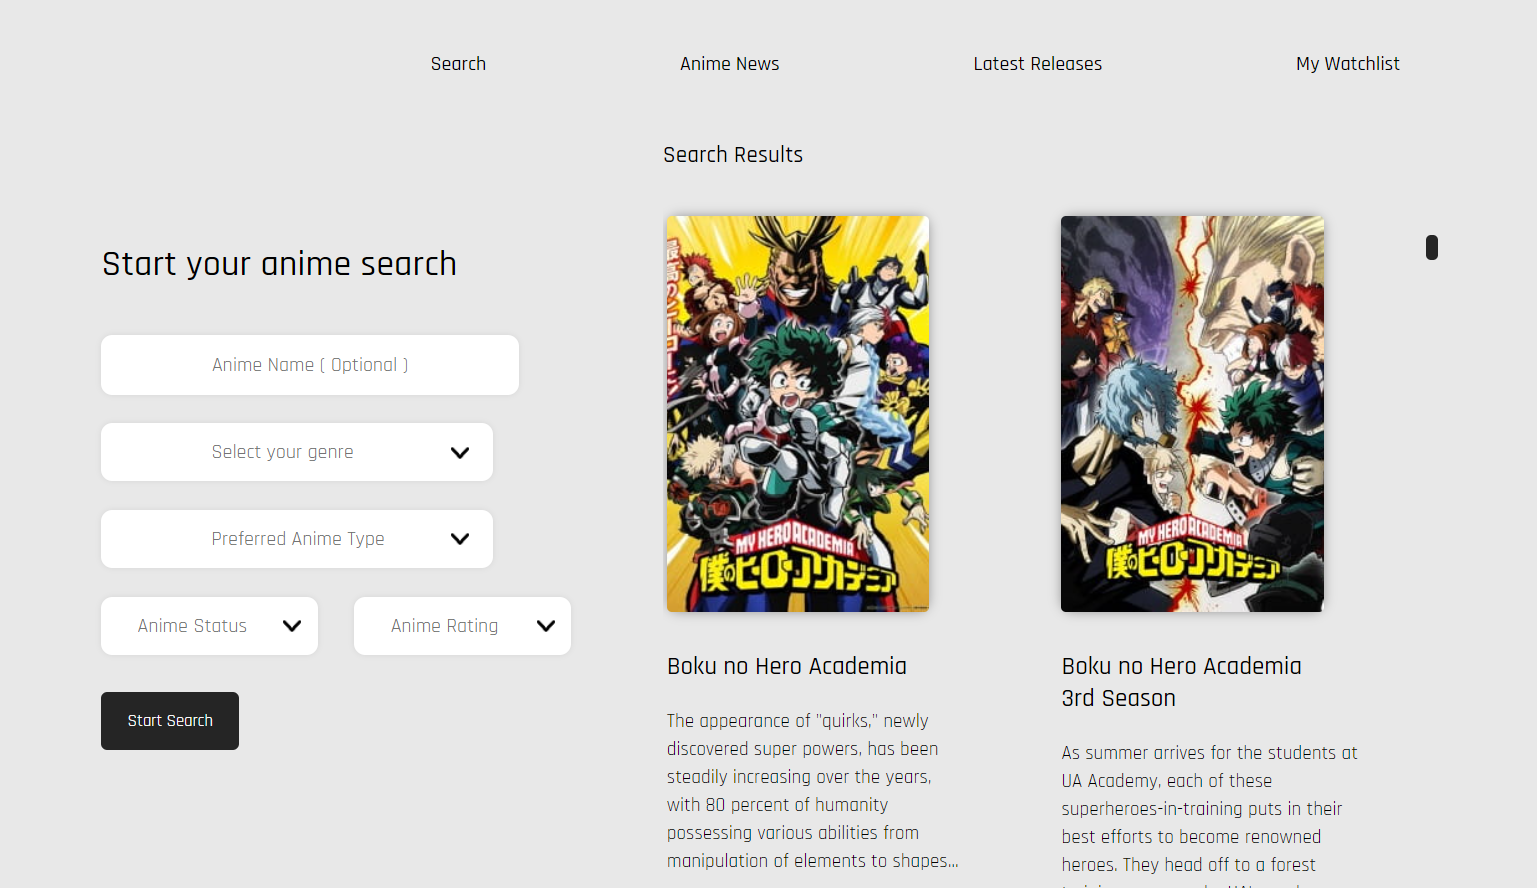 Search
Anime News
Latest Releases
My Watchlist
Search Results
Start your anime search
Anime Name ( Optional )
Select your genre
Preferred Anime Type
Anime Status
Anime Rating
Start Search
MY HERO ACADEMIA
僕のヒーローアカデミア
Boku no Hero Academia
The appearance of "quirks," newly
discovered super powers, has been
steadily increasing over the years,
with 80 percent of humanity
possessing various abilities from
manipulation of elements to shapes...
MY HERO ACADEMIA
僕のヒーローアカデミア
Boku no Hero Academia
3rd Season
As summer arrives for the students at
UA Academy, each of these
superheroes-in-training puts in their
best efforts to become renowned
heroes. They head off to a forest